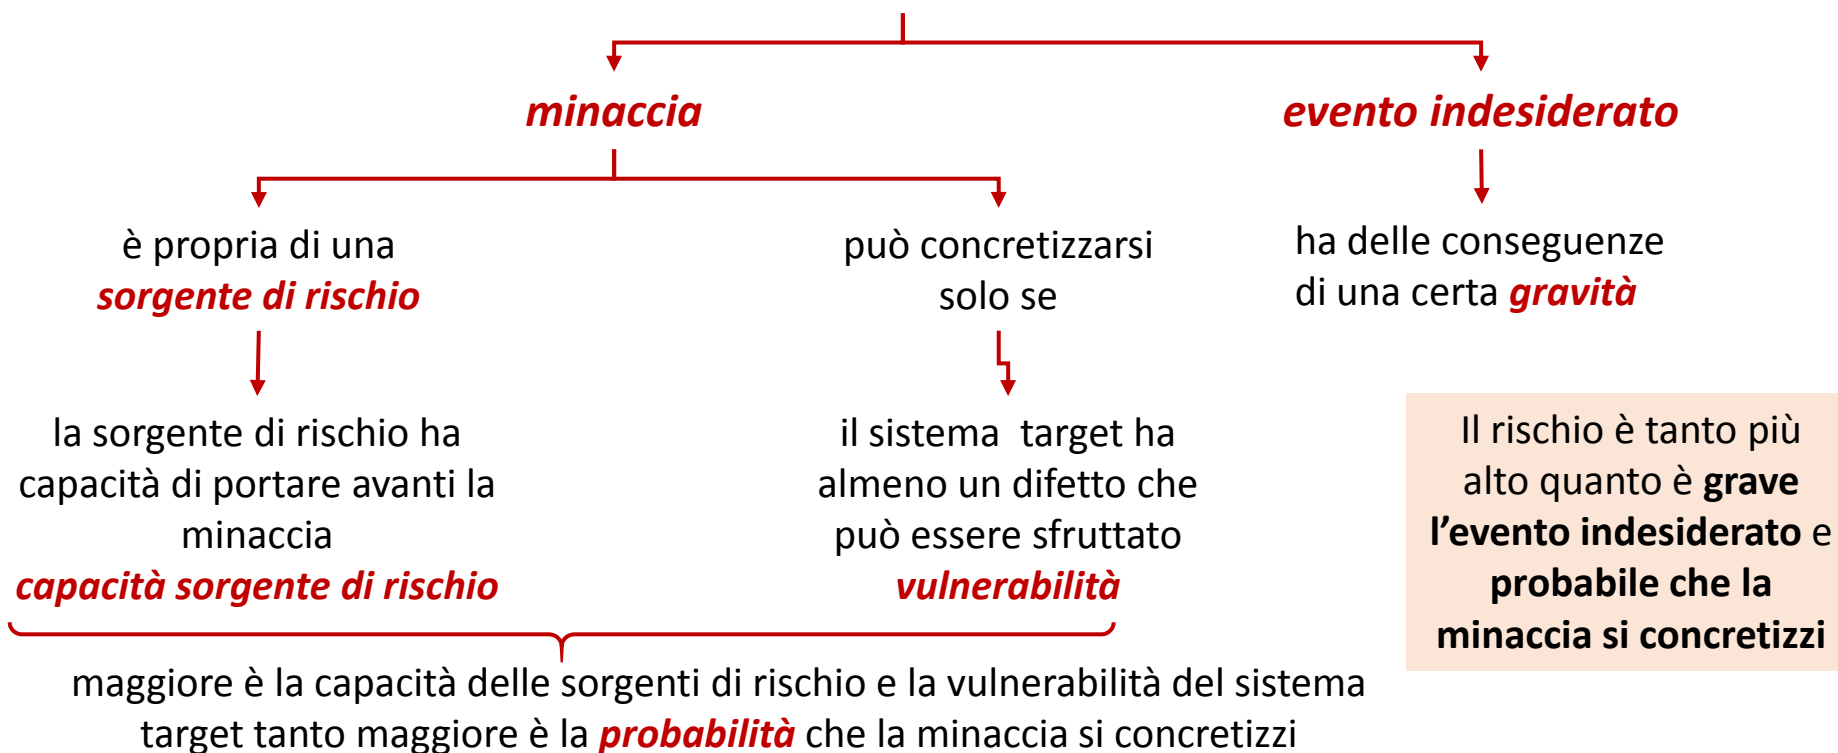 minaccia
evento indesiderato
è propria di una
sorgente di rischio
può concretizzarsi
solo se
ha delle conseguenze
di una certa gravità
la sorgente di rischio ha
capacità di portare avanti la
minaccia
capacità sorgente di rischio
il sistema  target ha
almeno un difetto che
può essere sfruttato
vulnerabilità
Il rischio è tanto più
alto quanto è grave
l’evento indesiderato e
probabile che la
minaccia si concretizzi
maggiore è la capacità delle sorgenti di rischio e la vulnerabilità del sistema
target tanto maggiore è la probabilità che la minaccia si concretizzi